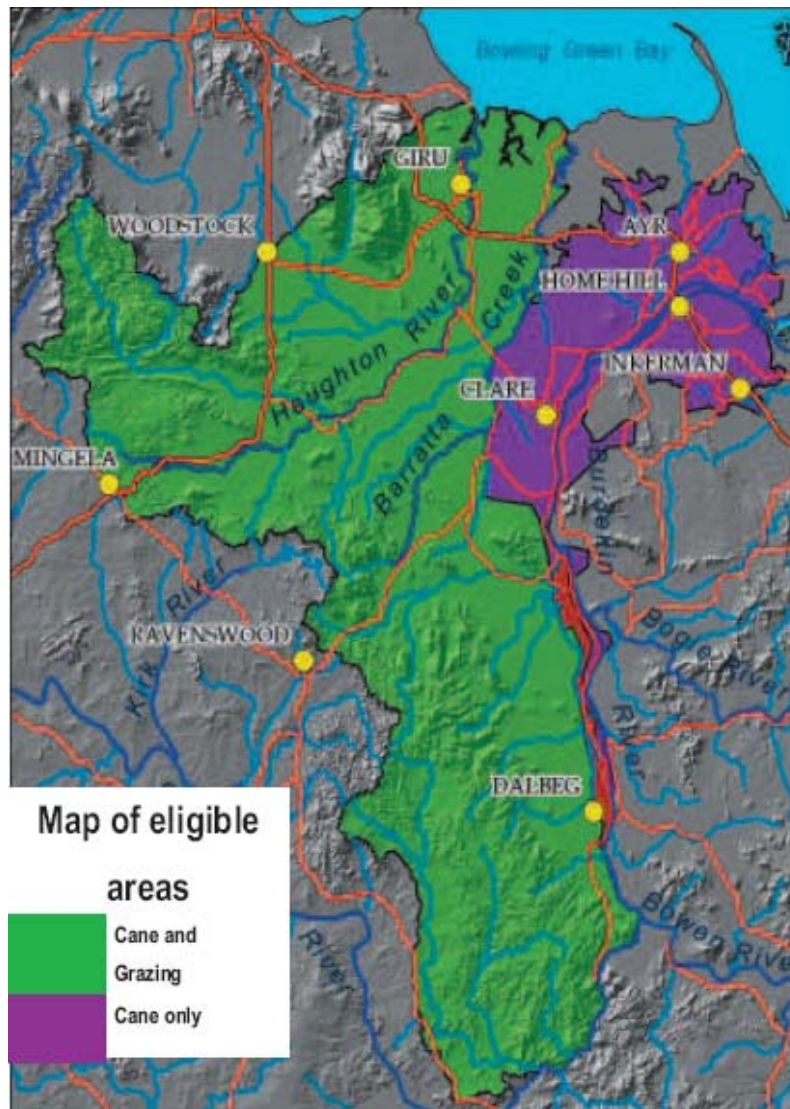 Bowling Green Bay
GIRU
WOODSTOCK
AYR
HOME HILL
Haughton River
Creek
INKERMAN
CLARE
Barratta
MINGELA
Burdekin
Kirk River
RAVENSWOOD
Bogie River
River
DALBEG
Map of eligible
areas
Cane and
Grazing
Cane only
River
Bowen River